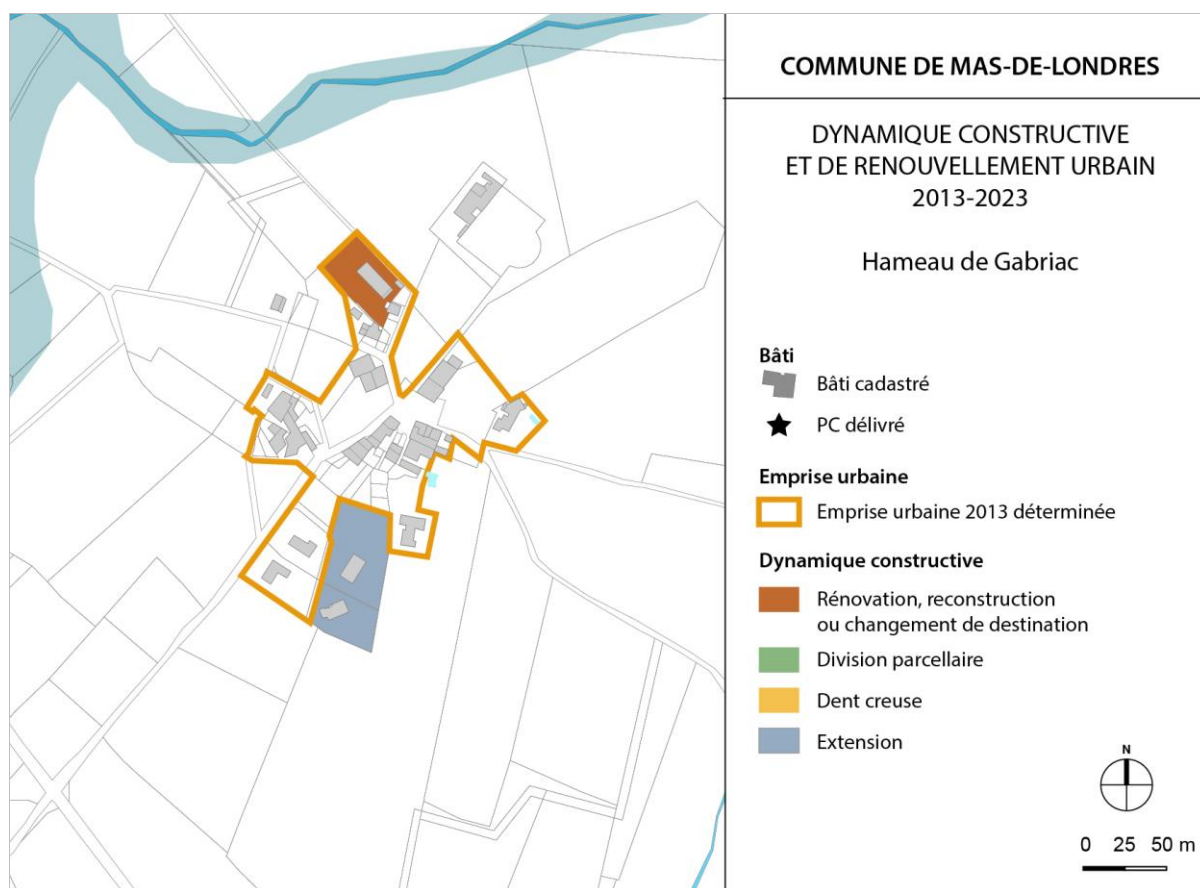 COMMUNE DE MAS-DE-LONDRES
DYNAMIQUE CONSTRUCTIVE
ET DE RENOUVELLEMENT URBAIN
2013-2023
Hameau de Gabriac
Bâti
Bâti cadastré
PC délivré
Emprise urbaine
Emprise urbaine 2013 déterminée
Dynamique constructive
Rénovation, reconstruction
ou changement de destination
Division parcellaire
Dent creuse
Extension
N
0 25 50 m